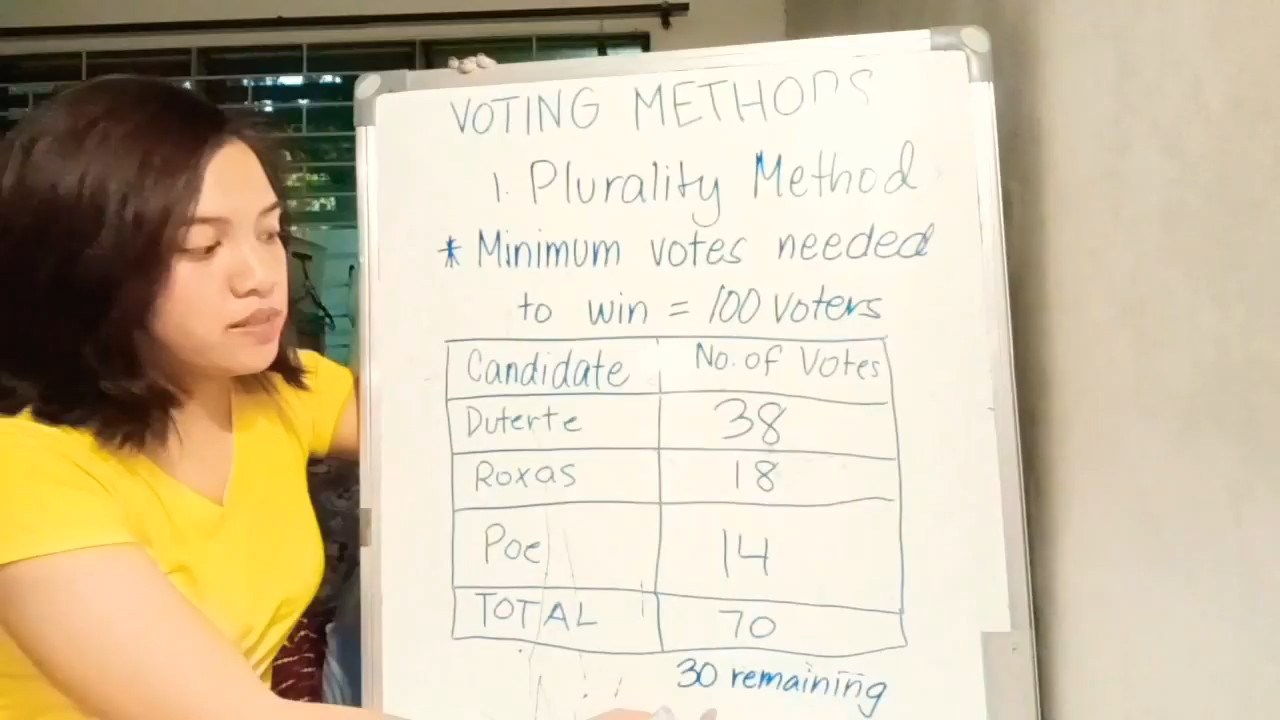 VOTING METHODS
1. Plurality Method
* Minimum votes needed
to win = 100 voters
Candidate No. of Votes
Duterte 38
Roxas 18
Poe 14
TOTAL 70
30 remaining